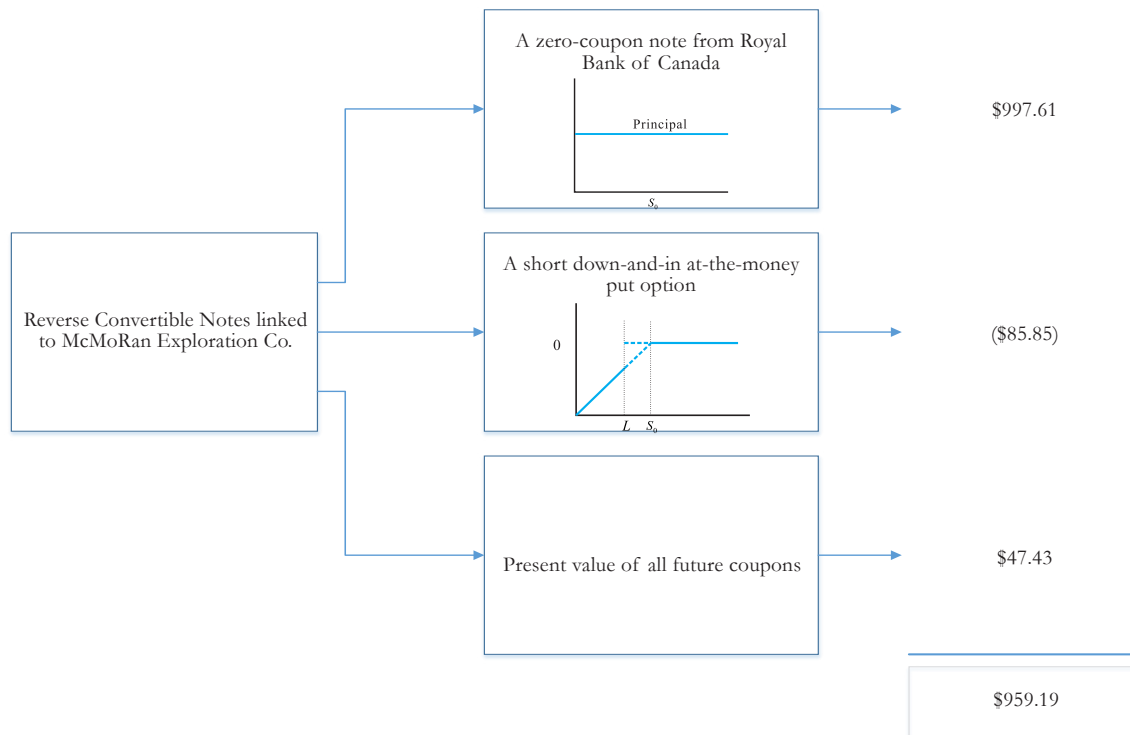 A zero-coupon note from Royal
Bank of Canada
Principal
S₀
$997.61
Reverse Convertible Notes linked
to McMoRan Exploration Co.
A short down-and-in at-the-money
put option
0
L S₀
($85.85)
Present value of all future coupons
$47.43
$959.19